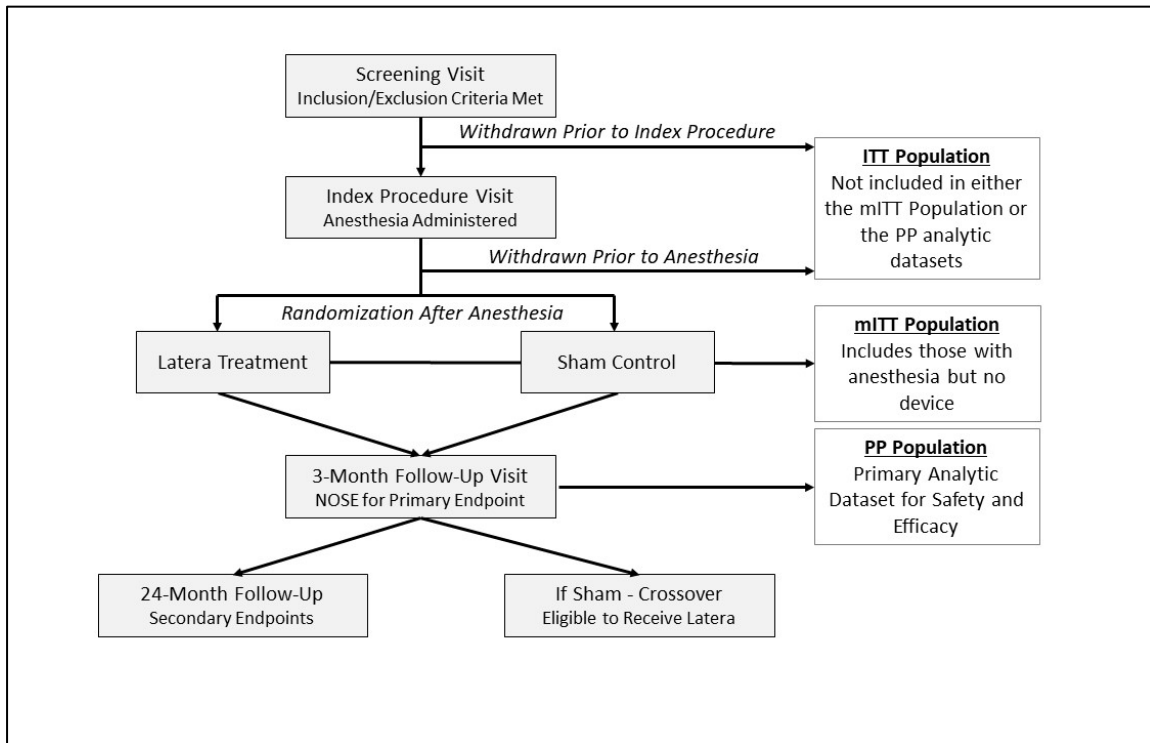 Screening Visit
Inclusion/Exclusion Criteria Met
Withdrawn Prior to Index Procedure
ITT Population
Not included in either
the mITT Population or
the PP analytic
datasets
Index Procedure Visit
Anesthesia Administered
Withdrawn Prior to Anesthesia
Randomization After Anesthesia
Latera Treatment
Sham Control
mITT Population
Includes those with
anesthesia but no
device
3-Month Follow-Up Visit
NOSE for Primary Endpoint
PP Population
Primary Analytic
Dataset for Safety and
Efficacy
24-Month Follow-Up
Secondary Endpoints
If Sham - Crossover
Eligible to Receive Latera